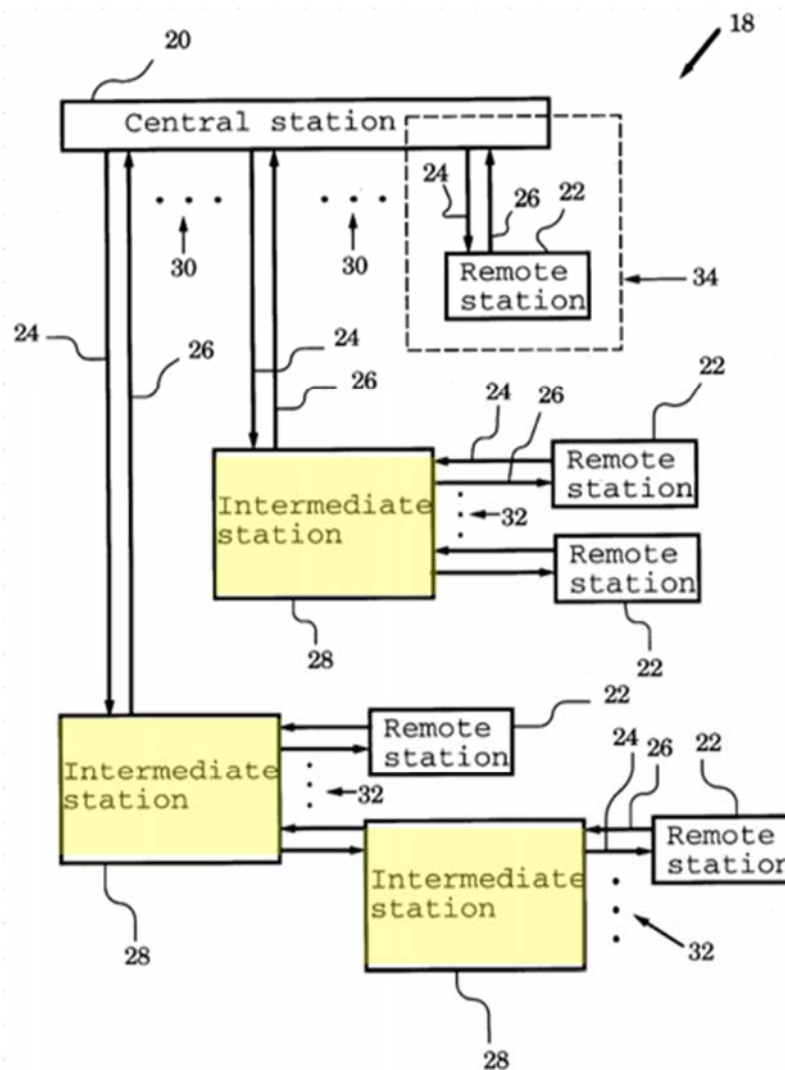 18
20
Central station
24
26
22
30
30
Remote
station
34
24
26
24
26
22
24
26
Remote
station
Intermediate
station
32
Remote
station
28
22
22
Remote
station
24
26
22
Intermediate
station
32
Remote
station
Intermediate
station
28
32
28